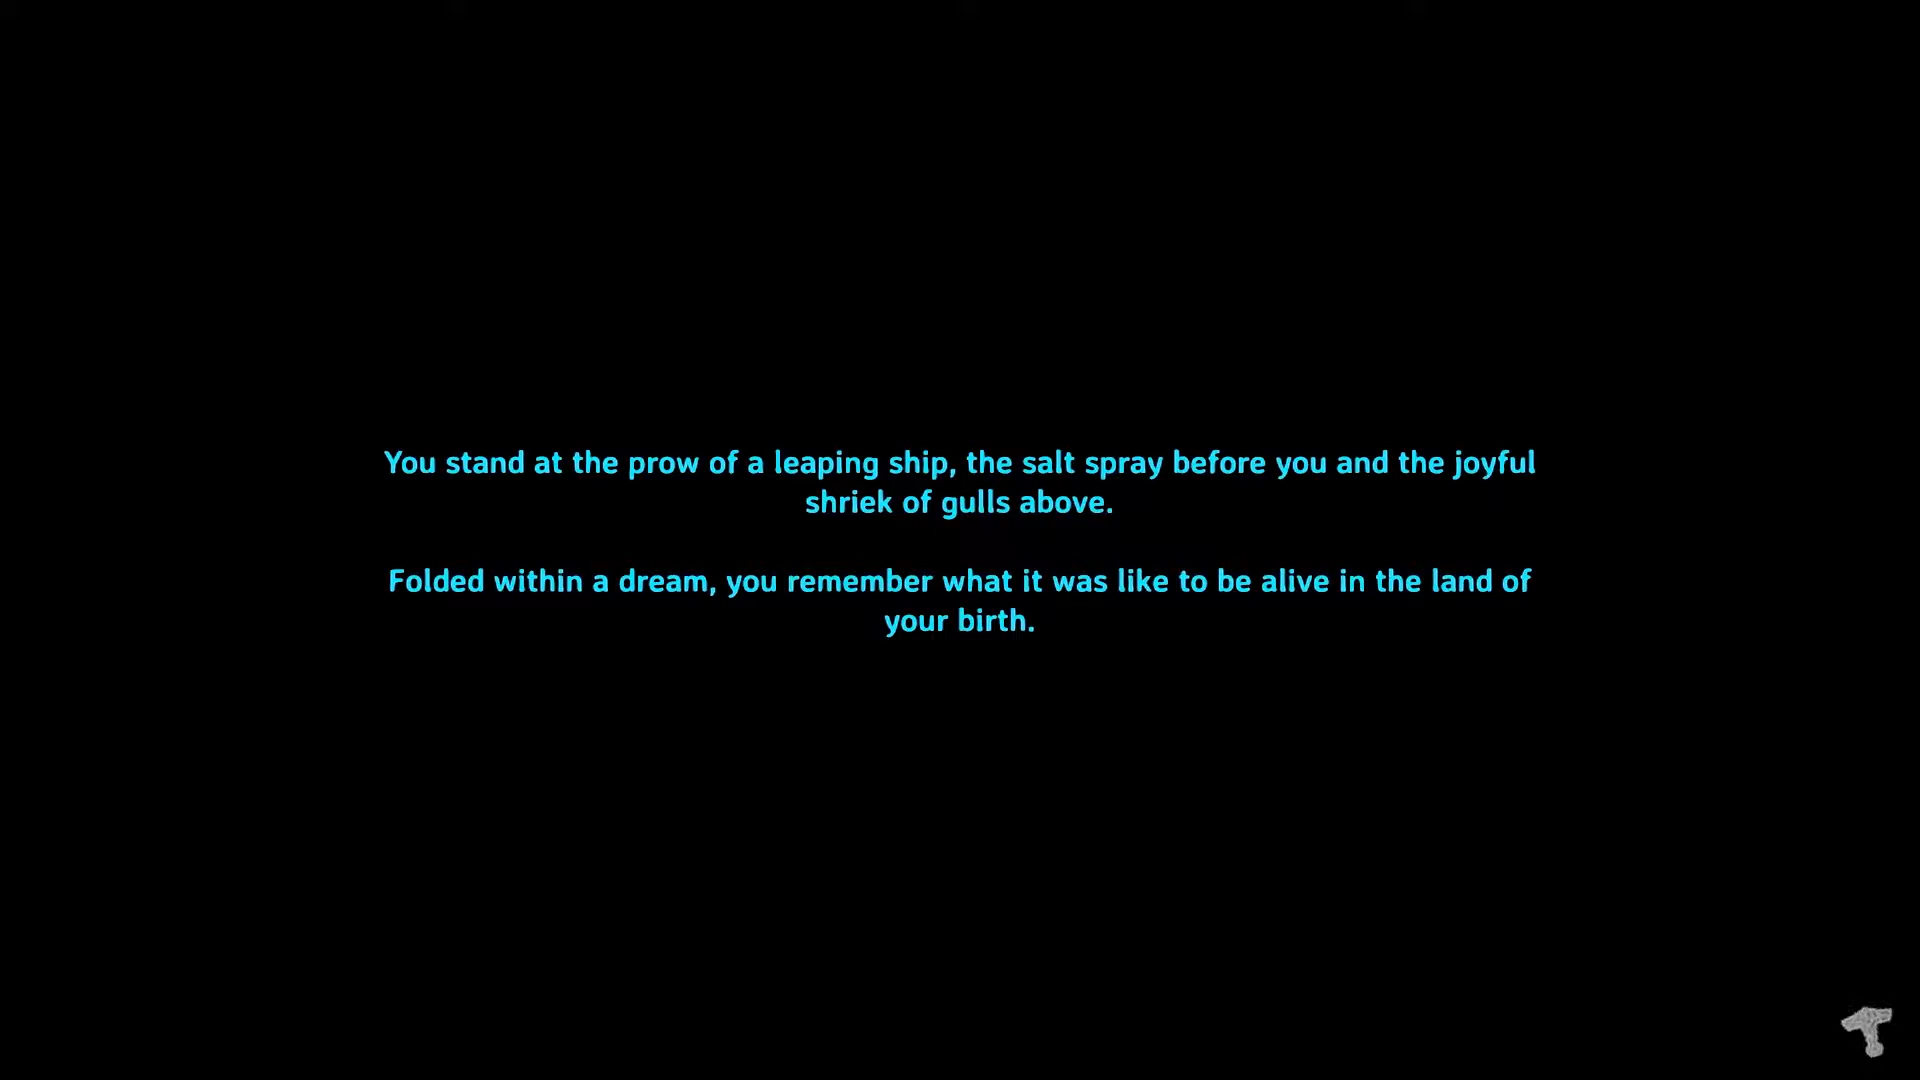 You stand at the prow of a leaping ship, the salt spray before you and the joyful
shriek of gulls above.
Folded within a dream, you remember what it was like to be alive in the land of
your birth.